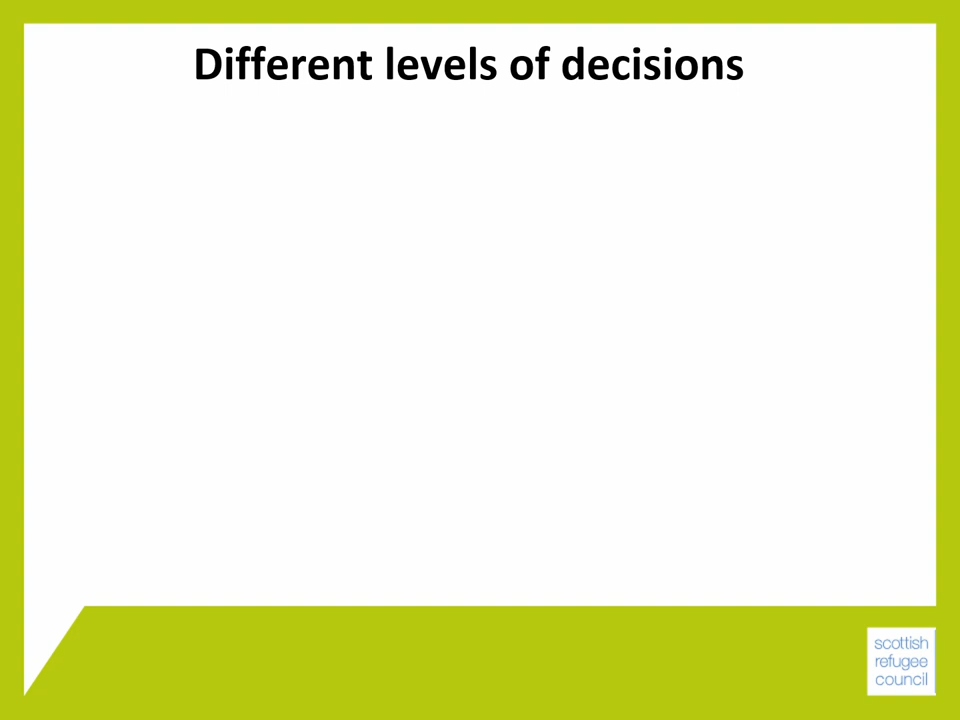 Different levels of decisions
scottish
refugee
council